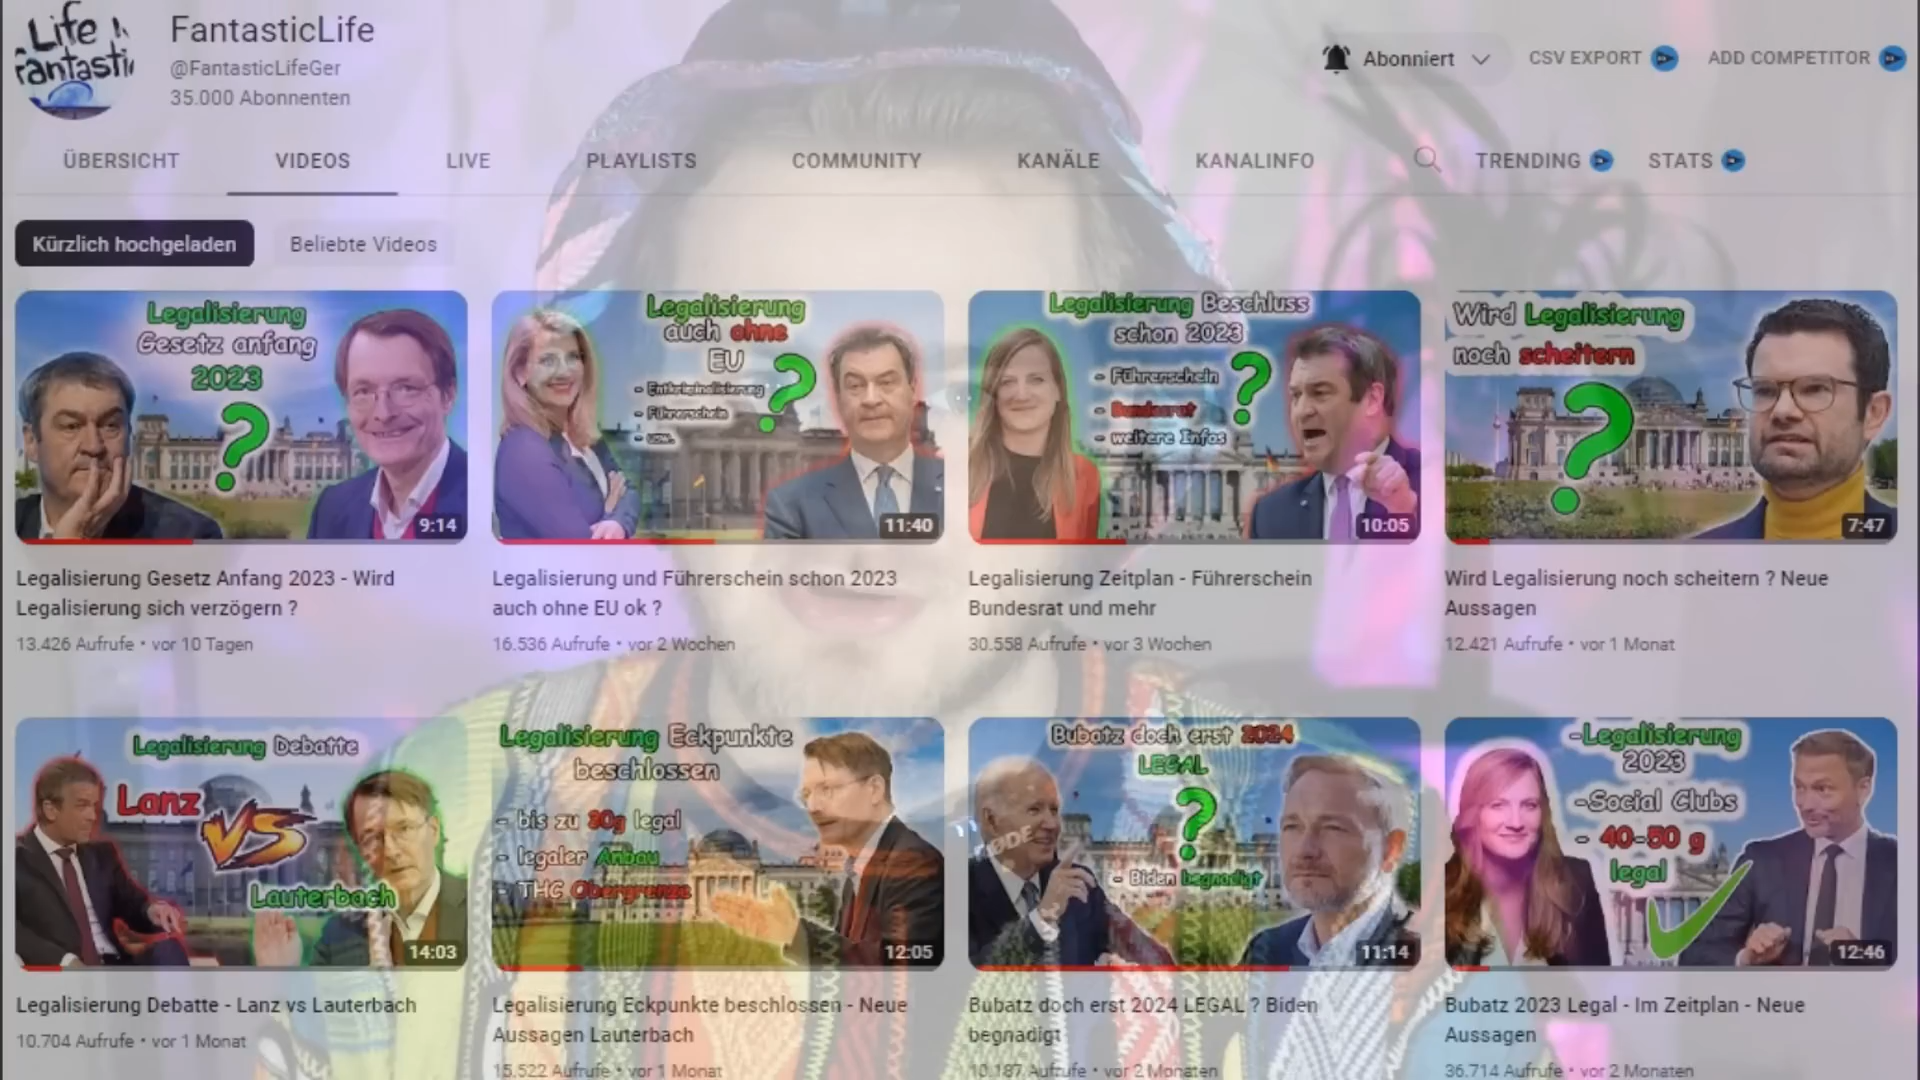 Life is
Fantastic
FantasticLife
@FantasticLifeGer
35.000 Abonnenten
Abonniert
CSV EXPORT
ADD COMPETITOR
ÜBERSICHT
VIDEOS
LIVE
PLAYLISTS
COMMUNITY
KANÄLE
KANALINFO
TRENDING
STATS
Kürzlich hochgeladen
Beliebte Videos
Legalisierung
Gesetz anfang
2023
?
9:14
Legalisierung
auch ohne
EU
- Entkriminalisierung
- Führerschein
- usw.
?
11:40
Legalisierung Beschluss
schon 2023
- Führerschein
- Bundesrat
- weitere Infos
?
10:05
Wird Legalisierung
noch scheitern
?
7:47
Legalisierung Gesetz Anfang 2023 - Wird
Legalisierung sich verzögern ?
13.426 Aufrufe • vor 10 Tagen
Legalisierung und Führerschein schon 2023
auch ohne EU ok ?
16.536 Aufrufe • vor 2 Wochen
Legalisierung Zeitplan - Führerschein
Bundesrat und mehr
30.558 Aufrufe • vor 3 Wochen
Wird Legalisierung noch scheitern ? Neue
Aussagen
12.421 Aufrufe • vor 1 Monat
Legalisierung Debatte
Lanz
VS
Lauterbach
14:03
Legalisierung Eckpunkte
beschlossen
- bis zu 30g legal
- legaler Anbau
- THC Obergrenze
12:05
Bubatz doch erst 2024
LEGAL
?
- Biden begnadigt
11:14
-Legalisierung
2023
-Social Clubs
- 40-50 g
legal
12:46
Legalisierung Debatte - Lanz vs Lauterbach
10.704 Aufrufe • vor 1 Monat
Legalisierung Eckpunkte beschlossen - Neue
Aussagen Lauterbach
15.522 Aufrufe • vor 1 Monat
Bubatz doch erst 2024 LEGAL ? Biden
begnadigt
10.187 Aufrufe • vor 2 Monaten
Bubatz 2023 Legal - Im Zeitplan - Neue
Aussagen
36.714 Aufrufe • vor 2 Monaten